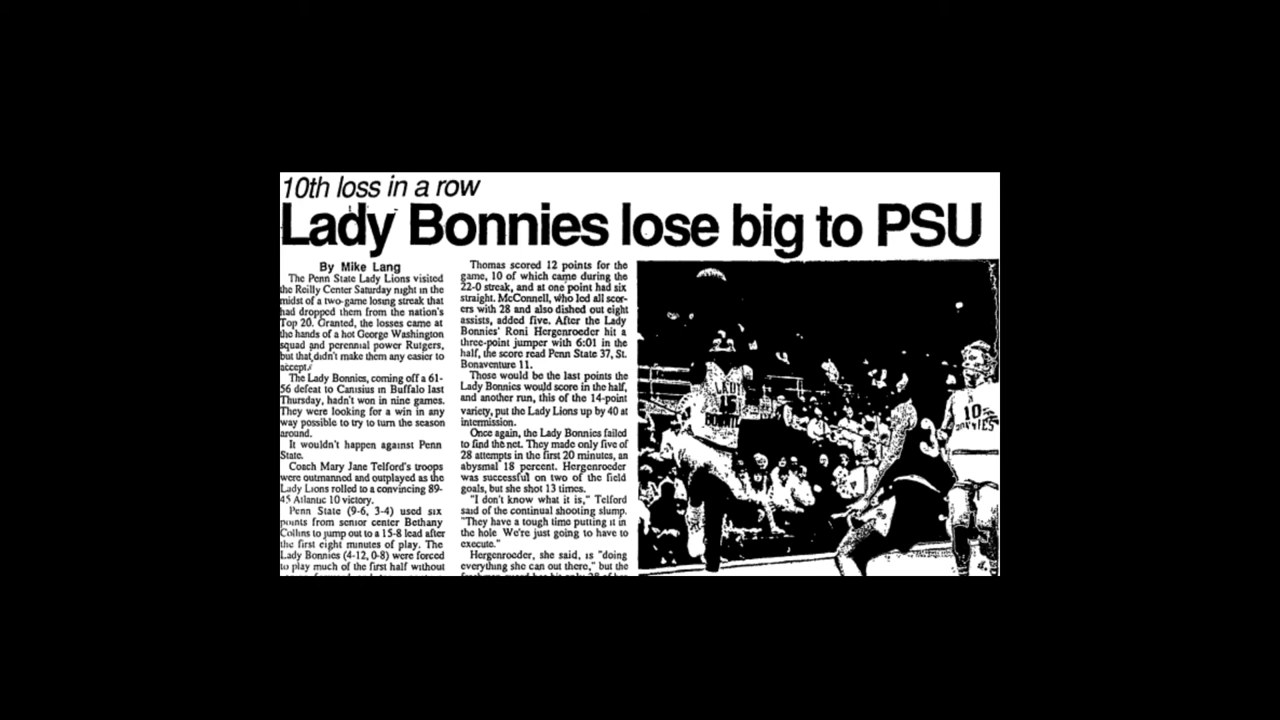 10th loss in a row
Lady Bonnies lose big to PSU
By Mike Lang
The Penn State Lady Lions visited
the Reilly Center Saturday night in the
midst of a two-game losing streak that
had dropped them from the nation's
Top 20. Granted, the losses came at
the hands of a hot George Washington
squad and perennial power Rutgers,
but that didn't make them any easier to
accept.
The Lady Bonnies, coming off a 61-
56 defeat to Canisius in Buffalo last
Thursday, hadn't won in nine games.
They were looking for a win in any
way possible to try to turn the season
around.
It wouldn't happen against Penn
State.
Coach Mary Jane Telford's troops
were outmanned and outplayed as the
Lady Lions rolled to a convincing 89-
45 Atlantic 10 victory.
Penn State (9-6, 3-4) used six
points from senior center Bethany
Collins to jump out to a 15-8 lead after
the first eight minutes of play. The
Lady Bonnies (4-12, 0-8) were forced
to play much of the first half without
Thomas scored 12 points for the
game, 10 of which came during the
22-0 streak, and at one point had six
straight. McConnell, who led all scor-
ers with 28 and also dished out eight
assists, added five. After the Lady
Bonnies' Roni Hergenroeder hit a
three-point jumper with 6:01 in the
half, the score read Penn State 37, St.
Bonaventure 11.
Those would be the last points the
Lady Bonnies would score in the half,
and another run, this of the 14-point
variety, put the Lady Lions up by 40 at
intermission.
Once again, the Lady Bonnies failed
to find the net. They made only five of
28 attempts in the first 20 minutes, an
abysmal 18 percent. Hergenroeder
was successful on two of the field
goals, but she shot 13 times.
"I don't know what it is," Telford
said of the continual shooting slump.
"They have a tough time putting it in
the hole We're just going to have to
execute."
Hergenroeder, she said, is "doing
everything she can out there," but the
LADY
15
10
3